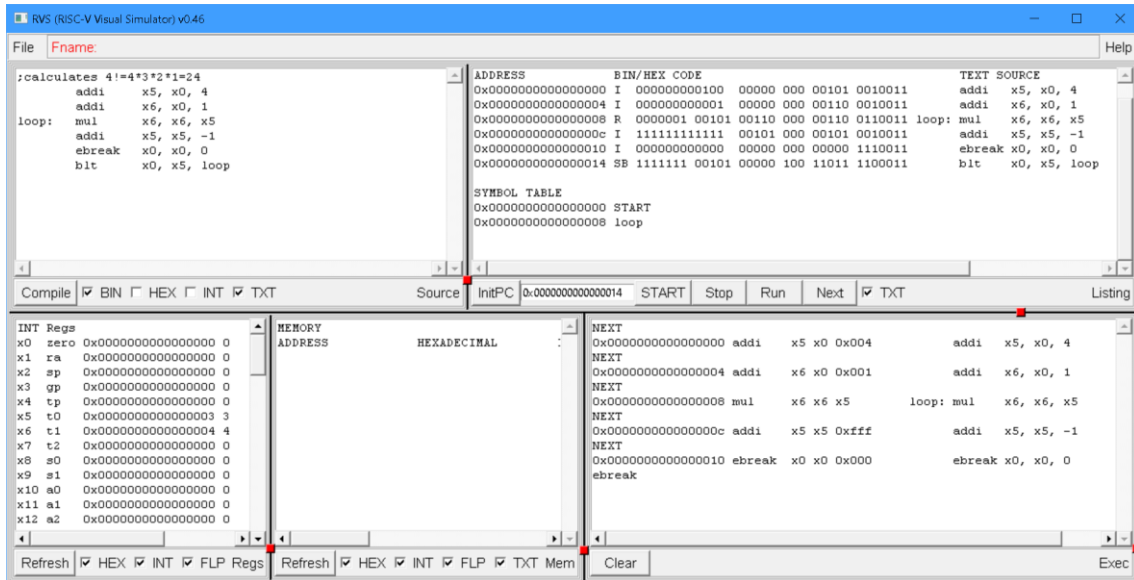 RVS (RISC-V Visual Simulator) v0.46
File Fname: Help
;calculates 4!=4*3*2*1=24
addi x5, x0, 4
addi x6, x0, 1
loop: mul x6, x6, x5
addi x5, x5, -1
ebreak x0, x0, 0
blt x0, x5, loop
Compile BIN HEX INT TXT Source
ADDRESS BIN/HEX CODE TEXT SOURCE
0x0000000000000000 I 000000000100 00000 000 00101 0010011 addi x5, x0, 4
0x0000000000000004 I 000000000001 00000 000 00110 0010011 addi x6, x0, 1
0x0000000000000008 R 0000001 00101 00110 000 00110 0110011 loop: mul x6, x6, x5
0x000000000000000c I 111111111111 00101 000 00101 0010011 addi x5, x5, -1
0x0000000000000010 I 000000000000 00000 000 00000 1110011 ebreak x0, x0, 0
0x0000000000000014 SB 1111111 00101 00000 100 11011 1100011 blt x0, x5, loop
SYMBOL TABLE
0x0000000000000000 START
0x0000000000000008 loop
InitPC 0x0000000000000014 START Stop Run Next TXT Listing
INT Regs
x0 zero 0x0000000000000000 0
x1 ra 0x0000000000000000 0
x2 sp 0x0000000000000000 0
x3 gp 0x0000000000000000 0
x4 tp 0x0000000000000000 0
x5 t0 0x0000000000000003 3
x6 t1 0x0000000000000004 4
x7 t2 0x0000000000000000 0
x8 s0 0x0000000000000000 0
x9 s1 0x0000000000000000 0
x10 a0 0x0000000000000000 0
x11 a1 0x0000000000000000 0
x12 a2 0x0000000000000000 0
Refresh HEX INT FLP Regs
MEMORY
ADDRESS HEXADECIMAL
Refresh HEX INT FLP TXT Mem
NEXT
0x0000000000000000 addi x5 x0 0x004 addi x5, x0, 4
NEXT
0x0000000000000004 addi x6 x0 0x001 addi x6, x0, 1
NEXT
0x0000000000000008 mul x6 x6 x5 loop: mul x6, x6, x5
NEXT
0x000000000000000c addi x5 x5 0xfff addi x5, x5, -1
NEXT
0x0000000000000010 ebreak x0 x0 0x000 ebreak x0, x0, 0
ebreak
Clear Exec